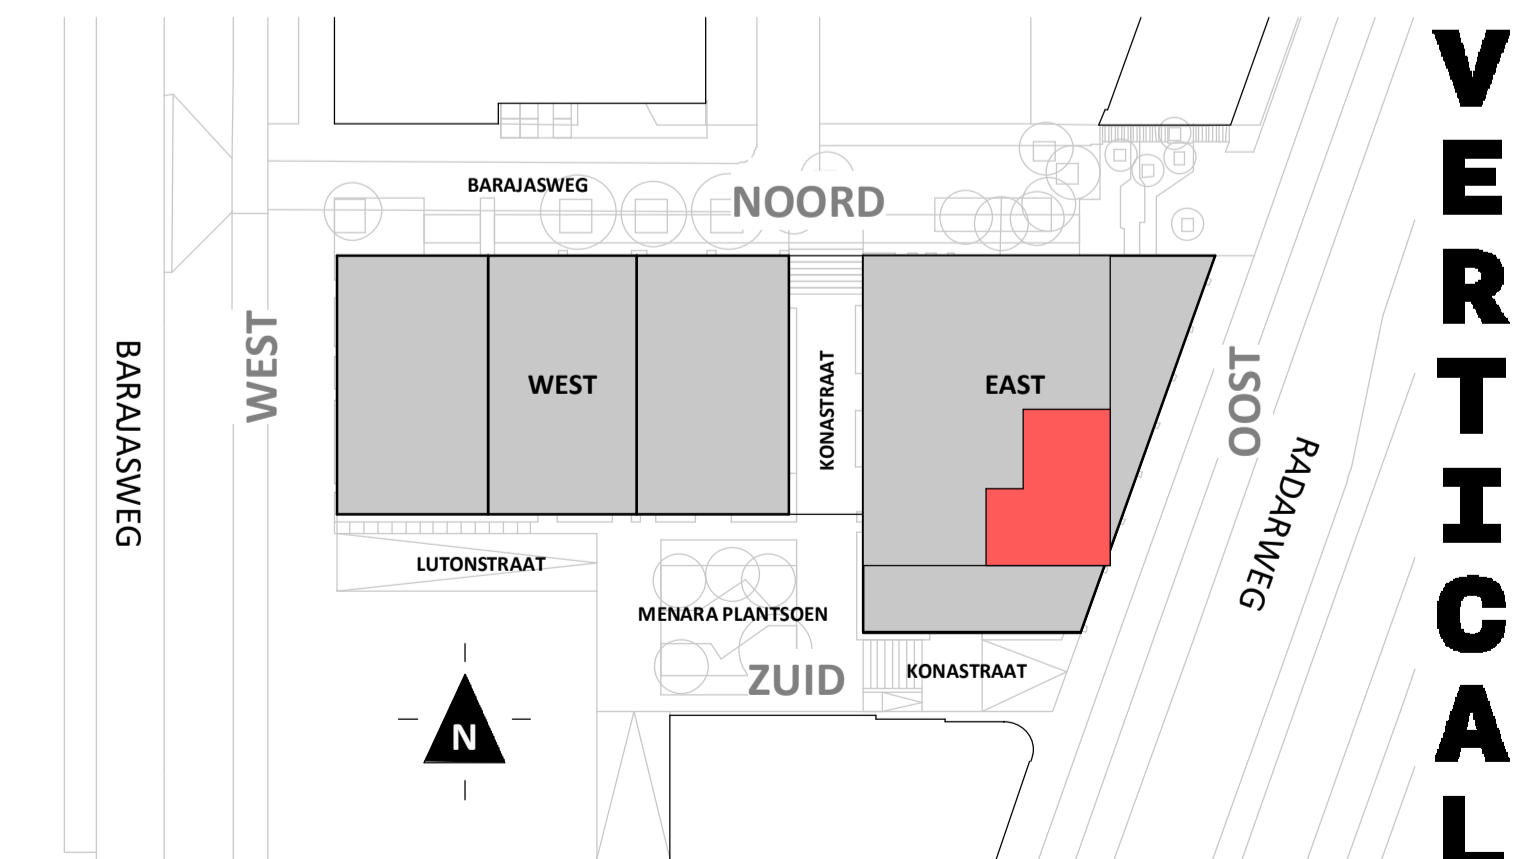 BARAJASWEG
NOORD
WEST
BARAJASWEG
WEST
KONASTRAAT
EAST
OOST
RADARWEG
LUTONSTRAAT
MENARA PLANTSOEN
ZUID
KONASTRAAT
N
VERTICAL